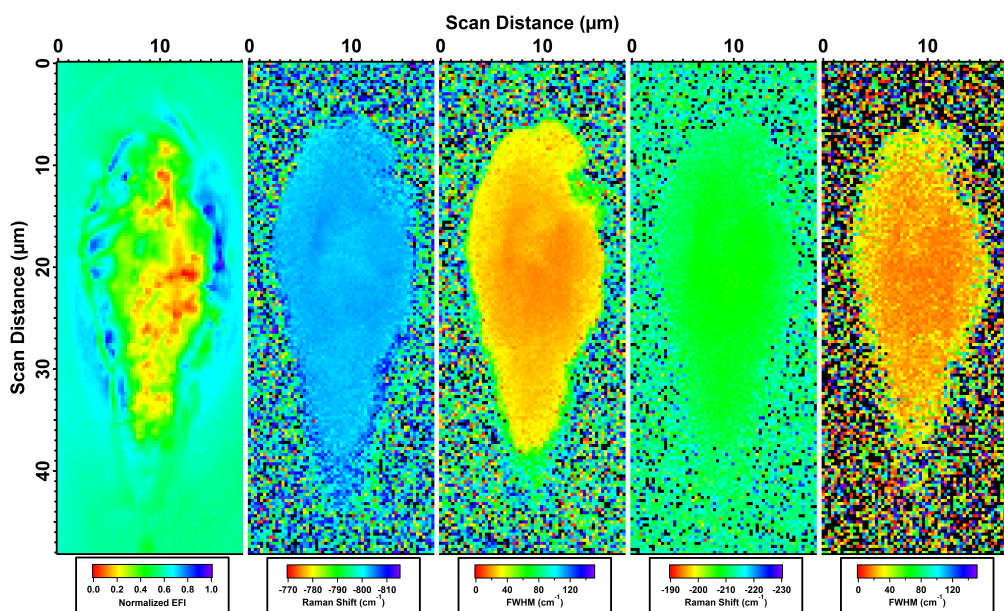 Scan Distance (µm)
0 10 0 10 0 10 0 10 0 10
Scan Distance (µm)
0
10
20
30
40
0.0 0.2 0.4 0.6 0.8 1.0
Normalized EFI
-770 -780 -790 -800 -810
Raman Shift (cm⁻¹)
0 40 80 120
FWHM (cm⁻¹)
-190 -200 -210 -220 -230
Raman Shift (cm⁻¹)
0 40 80 120
FWHM (cm⁻¹)